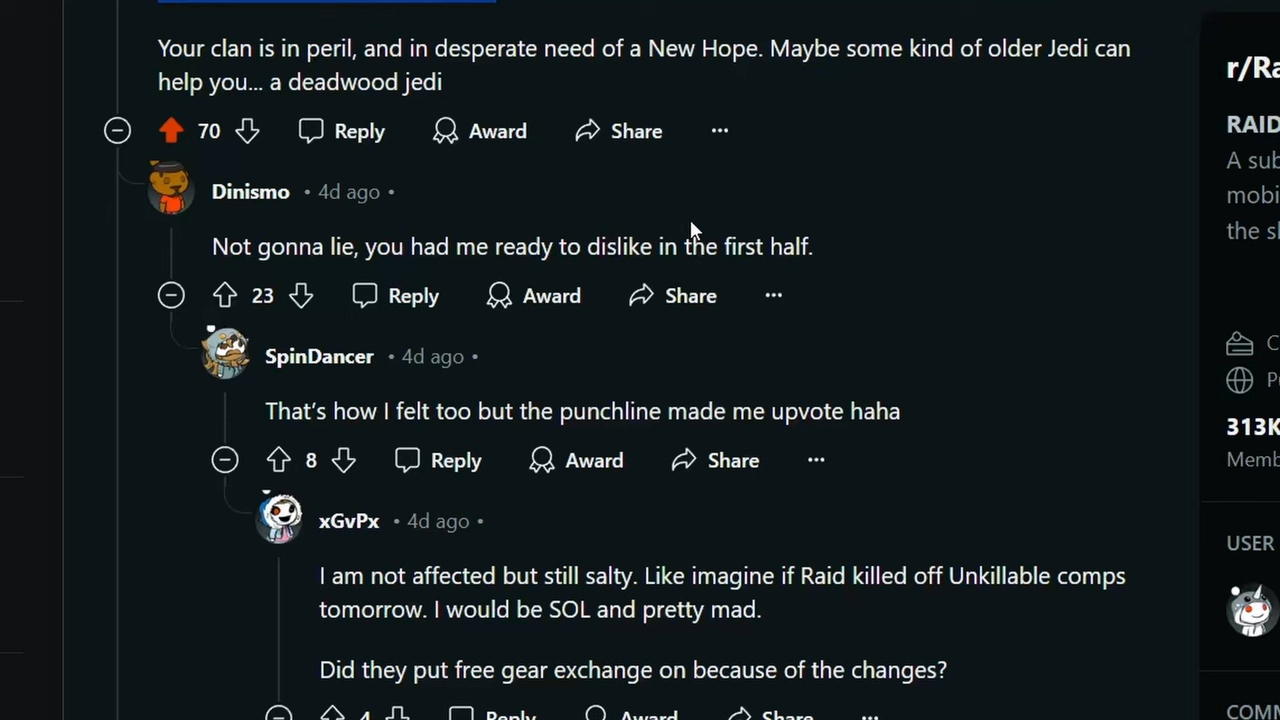 Your clan is in peril, and in desperate need of a New Hope. Maybe some kind of older Jedi can
help you... a deadwood jedi
70 Reply Award Share ...
Dinismo • 4d ago •
Not gonna lie, you had me ready to dislike in the first half.
23 Reply Award Share ...
SpinDancer • 4d ago •
That's how I felt too but the punchline made me upvote haha
8 Reply Award Share ...
xGvPx • 4d ago •
I am not affected but still salty. Like imagine if Raid killed off Unkillable comps
tomorrow. I would be SOL and pretty mad.
Did they put free gear exchange on because of the changes?
4 Reply Award Share ...
r/Ra
RAID
A sub
mobi
the sl
C
313K
Memb
USER
COMM